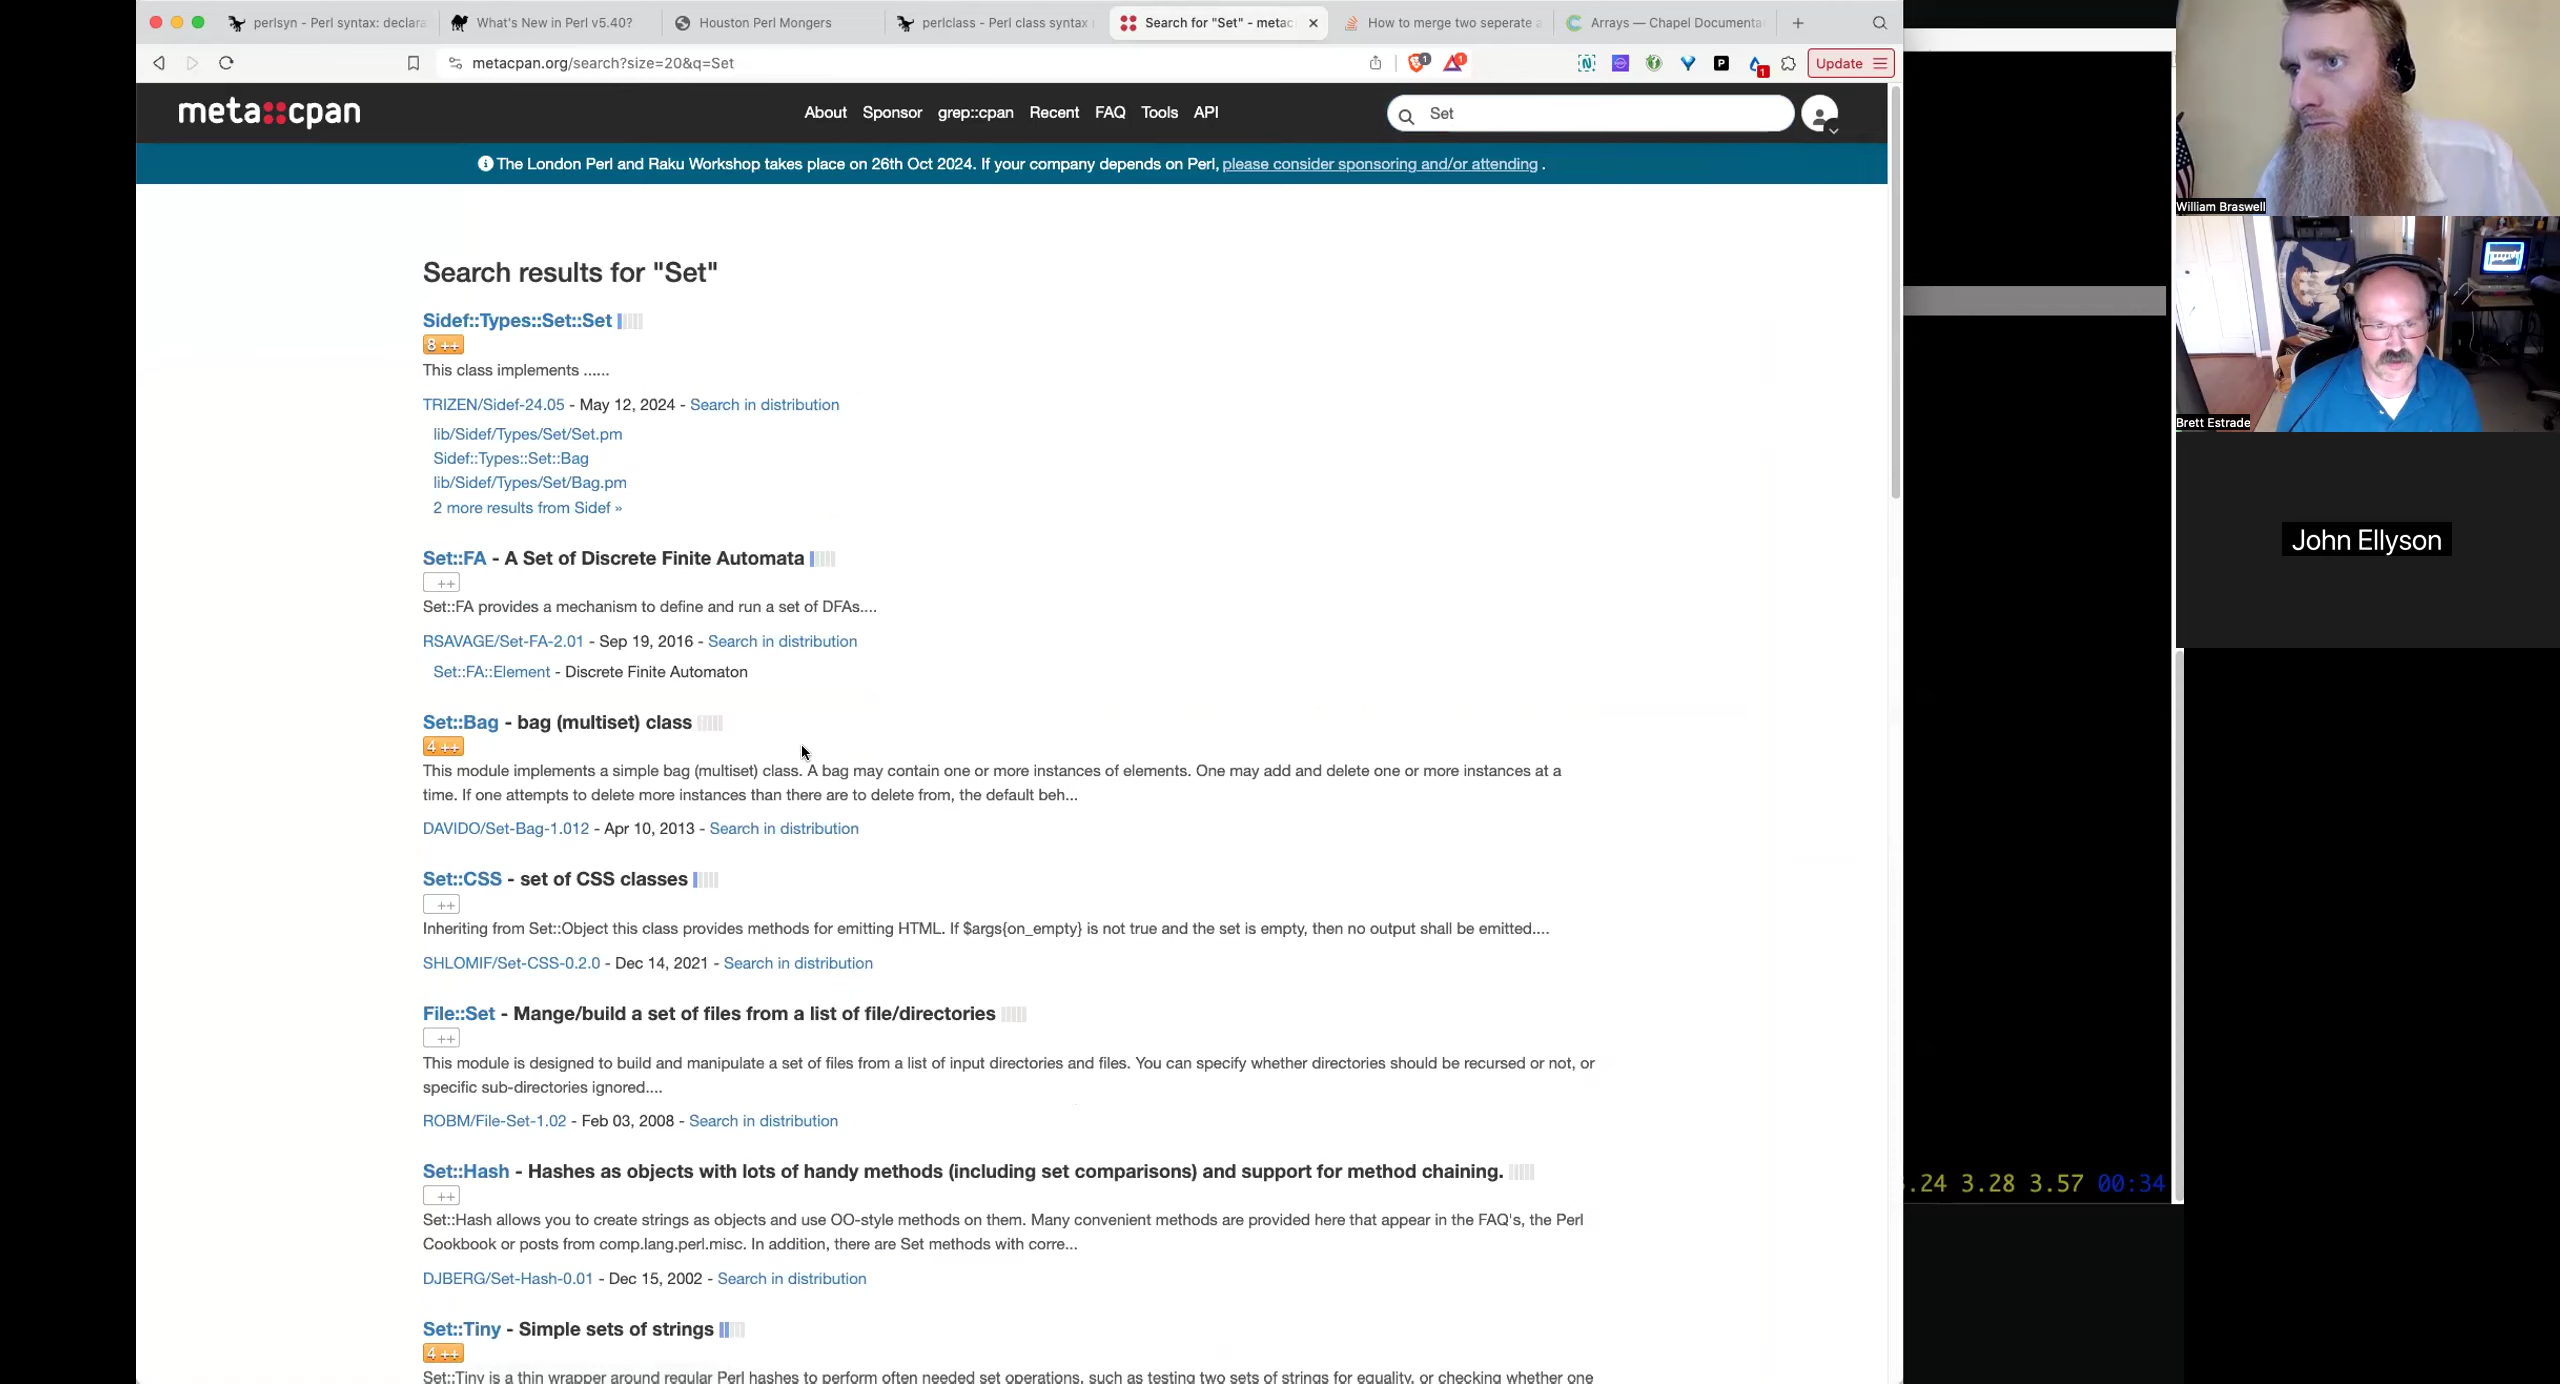 perlsyn - Perl syntax: declara
What's New in Perl v5.40?
Houston Perl Mongers
perlclass - Perl class syntax
Search for "Set" - metac
How to merge two seperate a
Arrays — Chapel Documenta
metacpan.org/search?size=20&q=Set
1
1
N
P
1
Update
meta::cpan
About Sponsor grep::cpan Recent FAQ Tools API
Set
The London Perl and Raku Workshop takes place on 26th Oct 2024. If your company depends on Perl, please consider sponsoring and/or attending .
Search results for "Set"
Sidef::Types::Set::Set
8 ++
This class implements ......
TRIZEN/Sidef-24.05 - May 12, 2024 - Search in distribution
lib/Sidef/Types/Set/Set.pm
Sidef::Types::Set::Bag
lib/Sidef/Types/Set/Bag.pm
2 more results from Sidef »
Set::FA - A Set of Discrete Finite Automata
++
Set::FA provides a mechanism to define and run a set of DFAs....
RSAVAGE/Set-FA-2.01 - Sep 19, 2016 - Search in distribution
Set::FA::Element - Discrete Finite Automaton
Set::Bag - bag (multiset) class
4 ++
This module implements a simple bag (multiset) class. A bag may contain one or more instances of elements. One may add and delete one or more instances at a
time. If one attempts to delete more instances than there are to delete from, the default beh...
DAVIDO/Set-Bag-1.012 - Apr 10, 2013 - Search in distribution
Set::CSS - set of CSS classes
++
Inheriting from Set::Object this class provides methods for emitting HTML. If $args{on_empty} is not true and the set is empty, then no output shall be emitted....
SHLOMIF/Set-CSS-0.2.0 - Dec 14, 2021 - Search in distribution
File::Set - Mange/build a set of files from a list of file/directories
++
This module is designed to build and manipulate a set of files from a list of input directories and files. You can specify whether directories should be recursed or not, or
specific sub-directories ignored....
ROBM/File-Set-1.02 - Feb 03, 2008 - Search in distribution
Set::Hash - Hashes as objects with lots of handy methods (including set comparisons) and support for method chaining.
++
Set::Hash allows you to create strings as objects and use OO-style methods on them. Many convenient methods are provided here that appear in the FAQ's, the Perl
Cookbook or posts from comp.lang.perl.misc. In addition, there are Set methods with corre...
DJBERG/Set-Hash-0.01 - Dec 15, 2002 - Search in distribution
Set::Tiny - Simple sets of strings
4 ++
Set::Tiny is a thin wrapper around regular Perl hashes to perform often needed set operations, such as testing two sets of strings for equality, or checking whether one
William Braswell
Brett Estrade
John Ellyson
.24 3.28 3.57 00:34